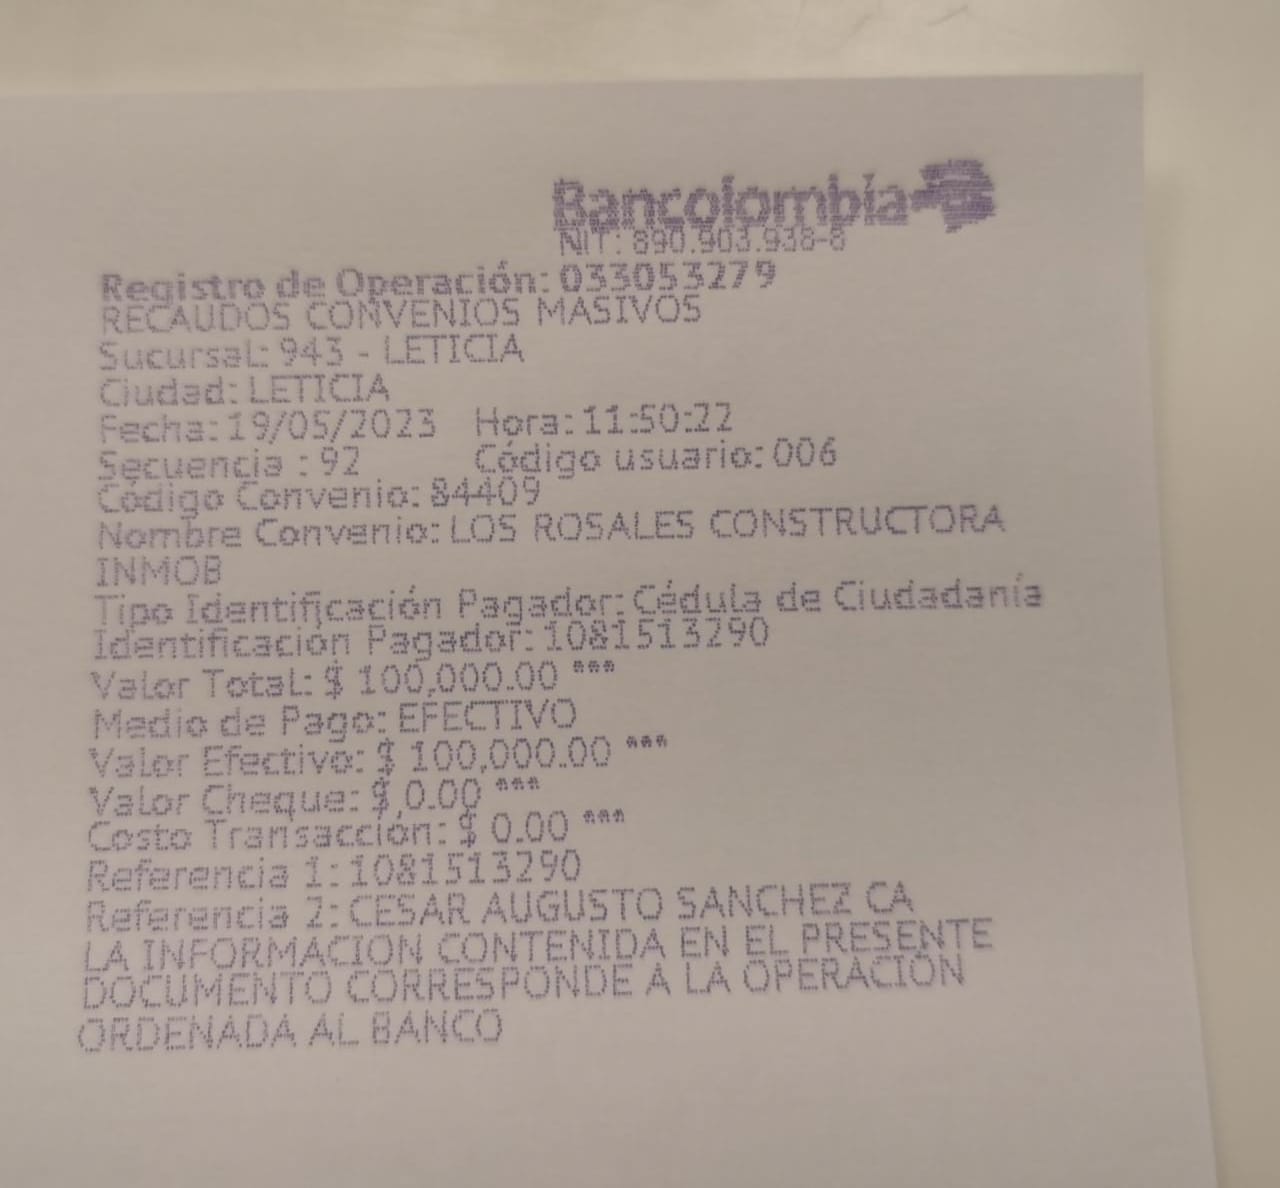 Bancolombia
NIT: 890.903.938-8
Registro de Operación: 033053279
RECAUDOS CONVENIOS MASIVOS
Sucursal: 943 - LETICIA
Ciudad: LETICIA
Fecha: 19/05/2023 Hora: 11:50:22
Secuencia : 92 Código usuario: 006
Código Convenio: 84409
Nombre Convenio: LOS ROSALES CONSTRUCTORA
INMOB
Tipo Identificación Pagador: Cédula de Ciudadanía
Identificación Pagador: 1081513290
Valor Total: $ 100,000.00 ***
Medio de Pago: EFECTIVO
Valor Efectivo: $ 100,000.00 ***
Valor Cheque: $ 0.00 ***
Costo Transacción: $ 0.00 ***
Referencia 1: 1081513290
Referencia 2: CESAR AUGUSTO SANCHEZ CA
LA INFORMACION CONTENIDA EN EL PRESENTE
DOCUMENTO CORRESPONDE A LA OPERACIÓN
ORDENADA AL BANCO